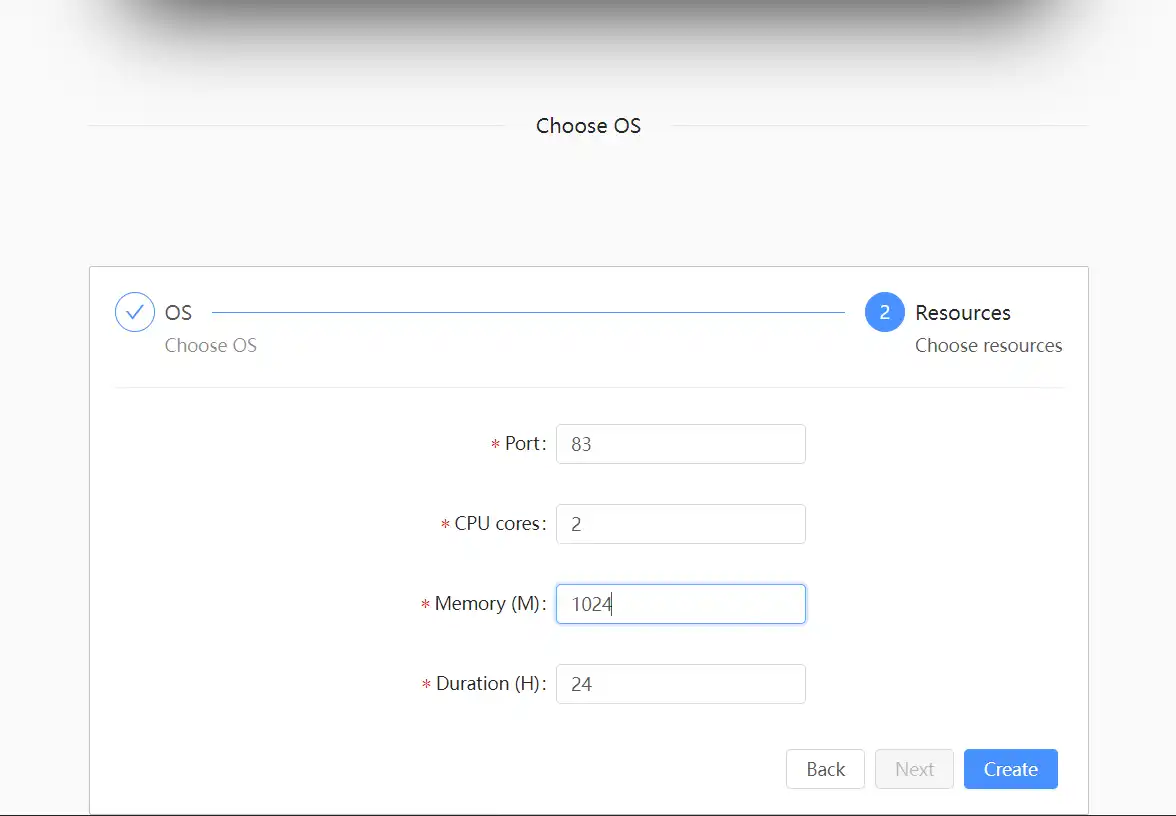 Choose OS
OS
Choose OS
2 Resources
Choose resources
* Port: 83
* CPU cores: 2
* Memory (M): 1024
* Duration (H): 24
Back Next Create